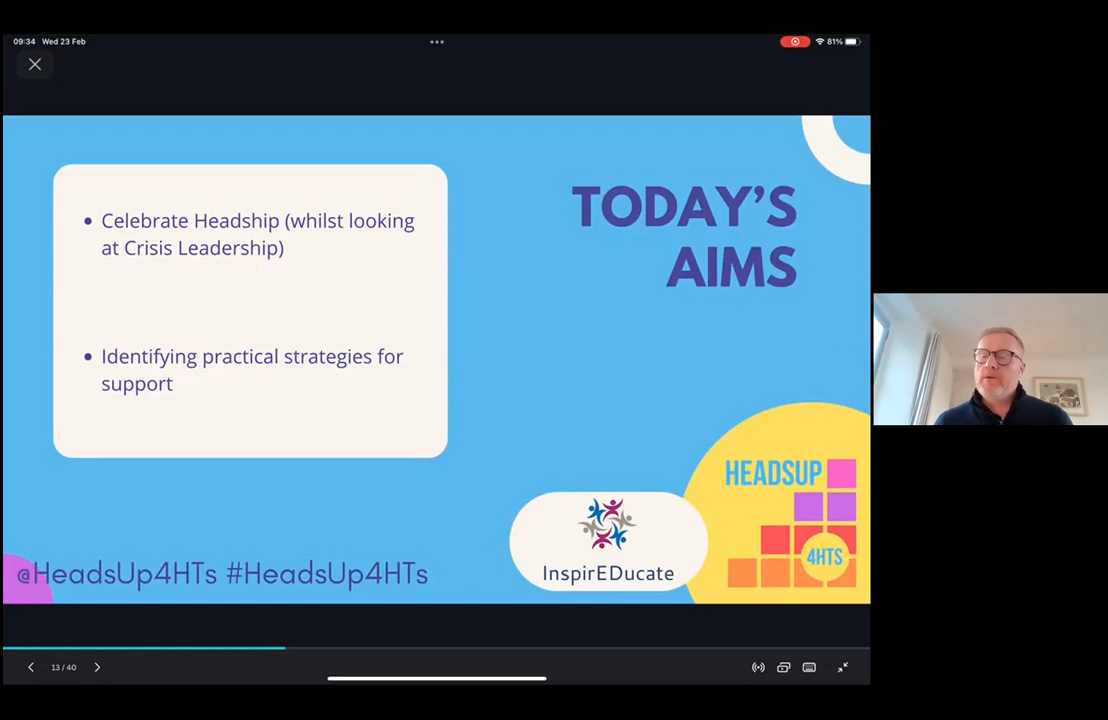 09:34 Wed 23 Feb
81%
• Celebrate Headship (whilst looking
at Crisis Leadership)
• Identifying practical strategies for
support
TODAY’S
AIMS
HEADSUP
4HTS
InspirEDucate
@HeadsUp4HTs #HeadsUp4HTs
13 / 40